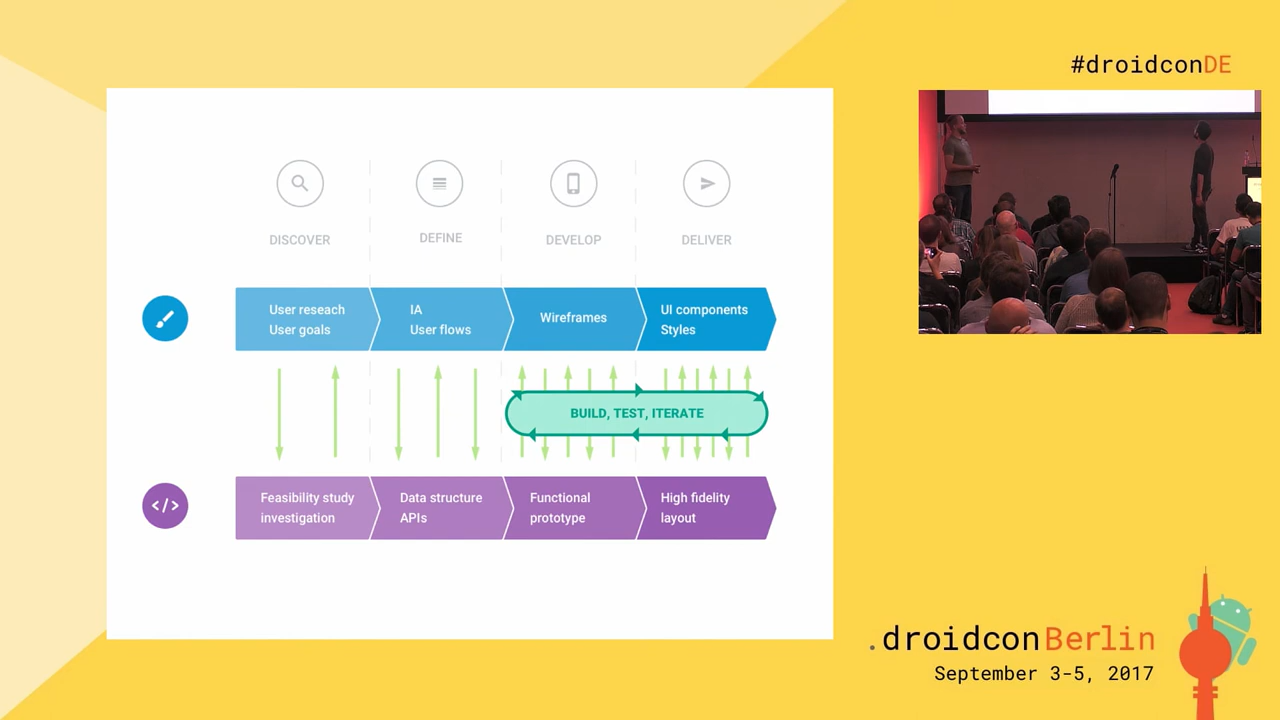 #droidconDE
DISCOVER
DEFINE
DEVELOP
DELIVER
User reseach
User goals
IA
User flows
Wireframes
UI components
Styles
BUILD, TEST, ITERATE
</>
Feasibility study
investigation
Data structure
APIs
Functional
prototype
High fidelity
layout
.droidconBerlin
September 3-5, 2017